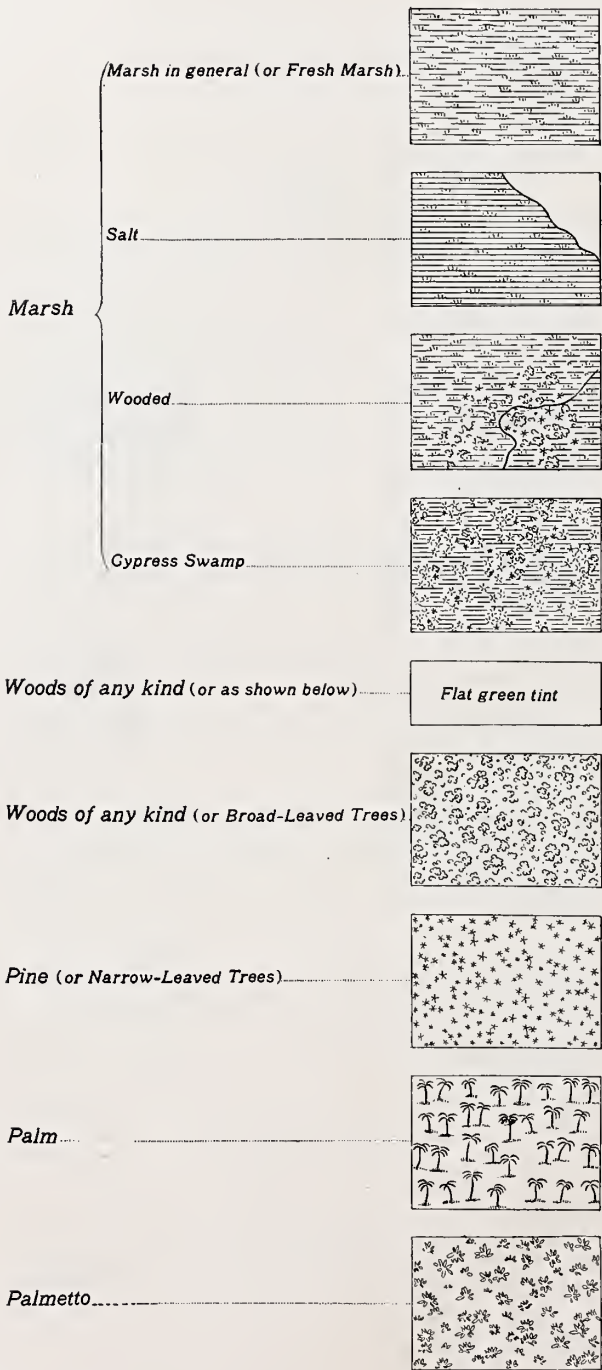 Marsh in general (or Fresh Marsh)
Salt
Marsh
Wooded
Cypress Swamp
Woods of any kind (or as shown below)
Flat green tint
Woods of any kind (or Broad-Leaved Trees)
Pine (or Narrow-Leaved Trees)
Palm
Palmetto